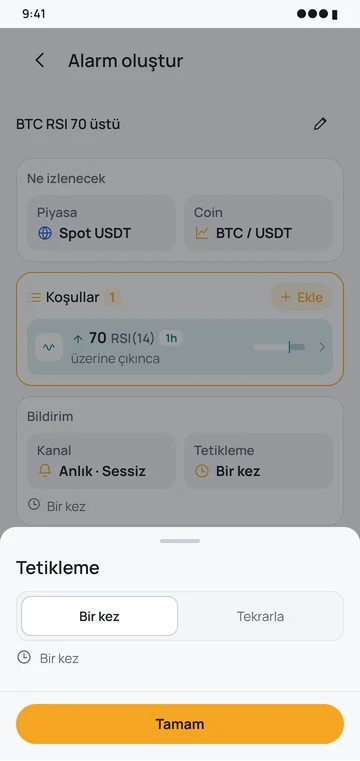 9:41
Alarm oluştur
BTC RSI 70 üstü
Ne izlenecek
Piyasa
Spot USDT
Coin
BTC / USDT
Koşullar 1
+ Ekle
↑ 70 RSI(14) 1h
üzerine çıkınca
Bildirim
Kanal
Anlık · Sessiz
Tetikleme
Bir kez
Bir kez
Tetikleme
Bir kez
Tekrarla
Bir kez
Tamam